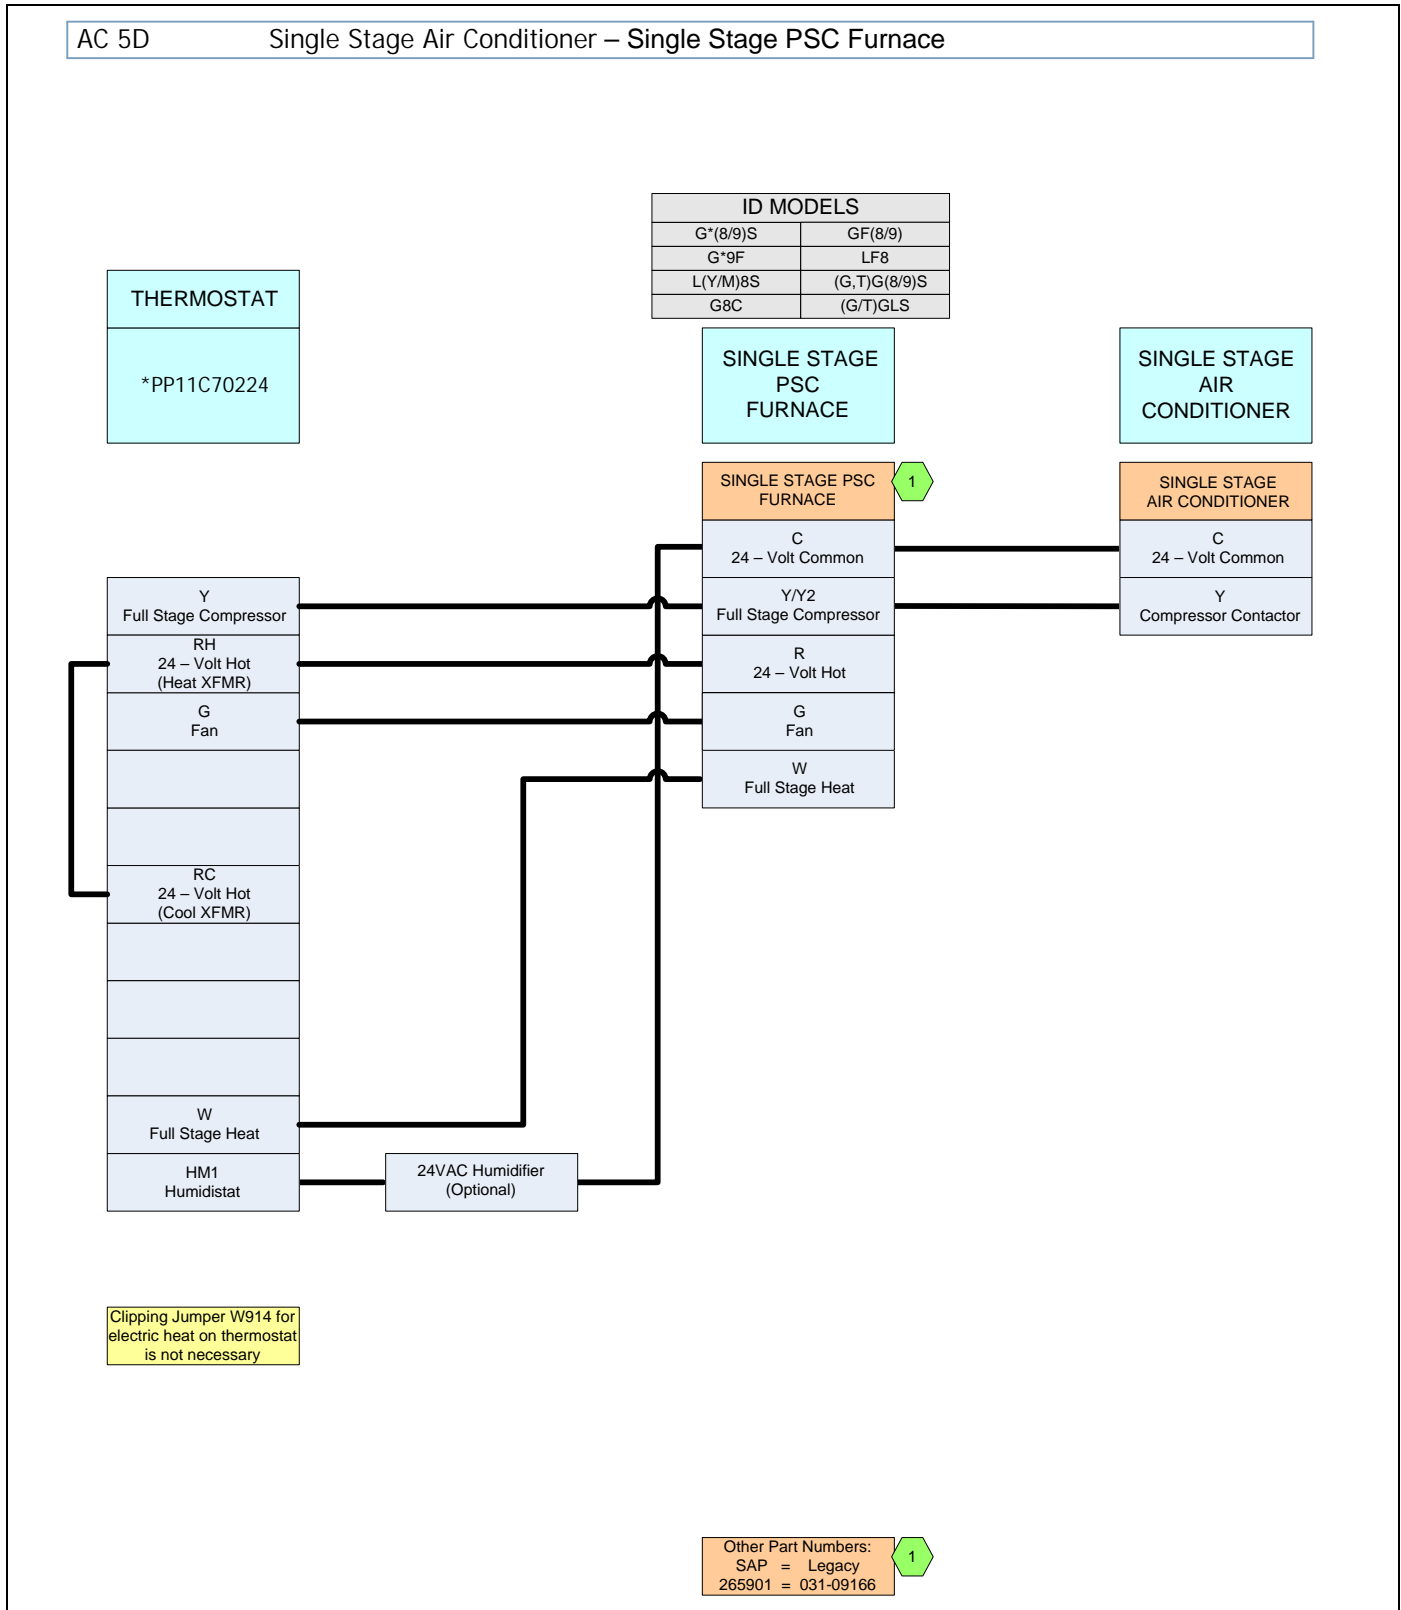 AC 5D Single Stage Air Conditioner – Single Stage PSC Furnace
ID MODELS
G*(8/9)S GF(8/9)
G*9F LF8
L(Y/M)8S (G,T)G(8/9)S
G8C (G/T)GLS
THERMOSTAT
*PP11C70224
SINGLE STAGE
PSC
FURNACE
SINGLE STAGE
AIR
CONDITIONER
SINGLE STAGE PSC
FURNACE
1
SINGLE STAGE
AIR CONDITIONER
C
24 – Volt Common
C
24 – Volt Common
Y
Full Stage Compressor
Y/Y2
Full Stage Compressor
Y
Compressor Contactor
RH
24 – Volt Hot
(Heat XFMR)
R
24 – Volt Hot
G
Fan
G
Fan
W
Full Stage Heat
RC
24 – Volt Hot
(Cool XFMR)
W
Full Stage Heat
HM1
Humidistat
24VAC Humidifier
(Optional)
Clipping Jumper W914 for
electric heat on thermostat
is not necessary
Other Part Numbers:
SAP = Legacy
265901 = 031-09166
1